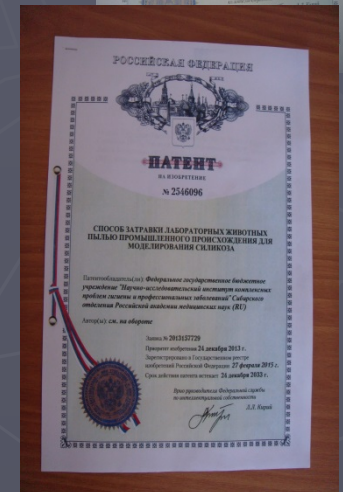 РОССИЙСКАЯ ФЕДЕРАЦИЯ
ПАТЕНТ
НА ИЗОБРЕТЕНИЕ
№ 2546096
СПОСОБ ЗАТРАВКИ ЛАБОРАТОРНЫХ ЖИВОТНЫХ
ПЫЛЬЮ ПРОМЫШЛЕННОГО ПРОИСХОЖДЕНИЯ ДЛЯ
МОДЕЛИРОВАНИЯ СИЛИКОЗА
Патентообладатель(ли): Федеральное государственное бюджетное
учреждение "Научно-исследовательский институт комплексных
проблем гигиены и профессиональных заболеваний" Сибирского
отделения Российской академии медицинских наук (RU)
Автор(ы): см. на обороте
Заявка № 2013157729
Приоритет изобретения 24 декабря 2013 г.
Зарегистрировано в Государственном реестре
изобретений Российской Федерации 27 февраля 2015 г.
Срок действия патента истекает 24 декабря 2033 г.
Врио руководителя Федеральной службы
по интеллектуальной собственности
Л.Л. Кирий